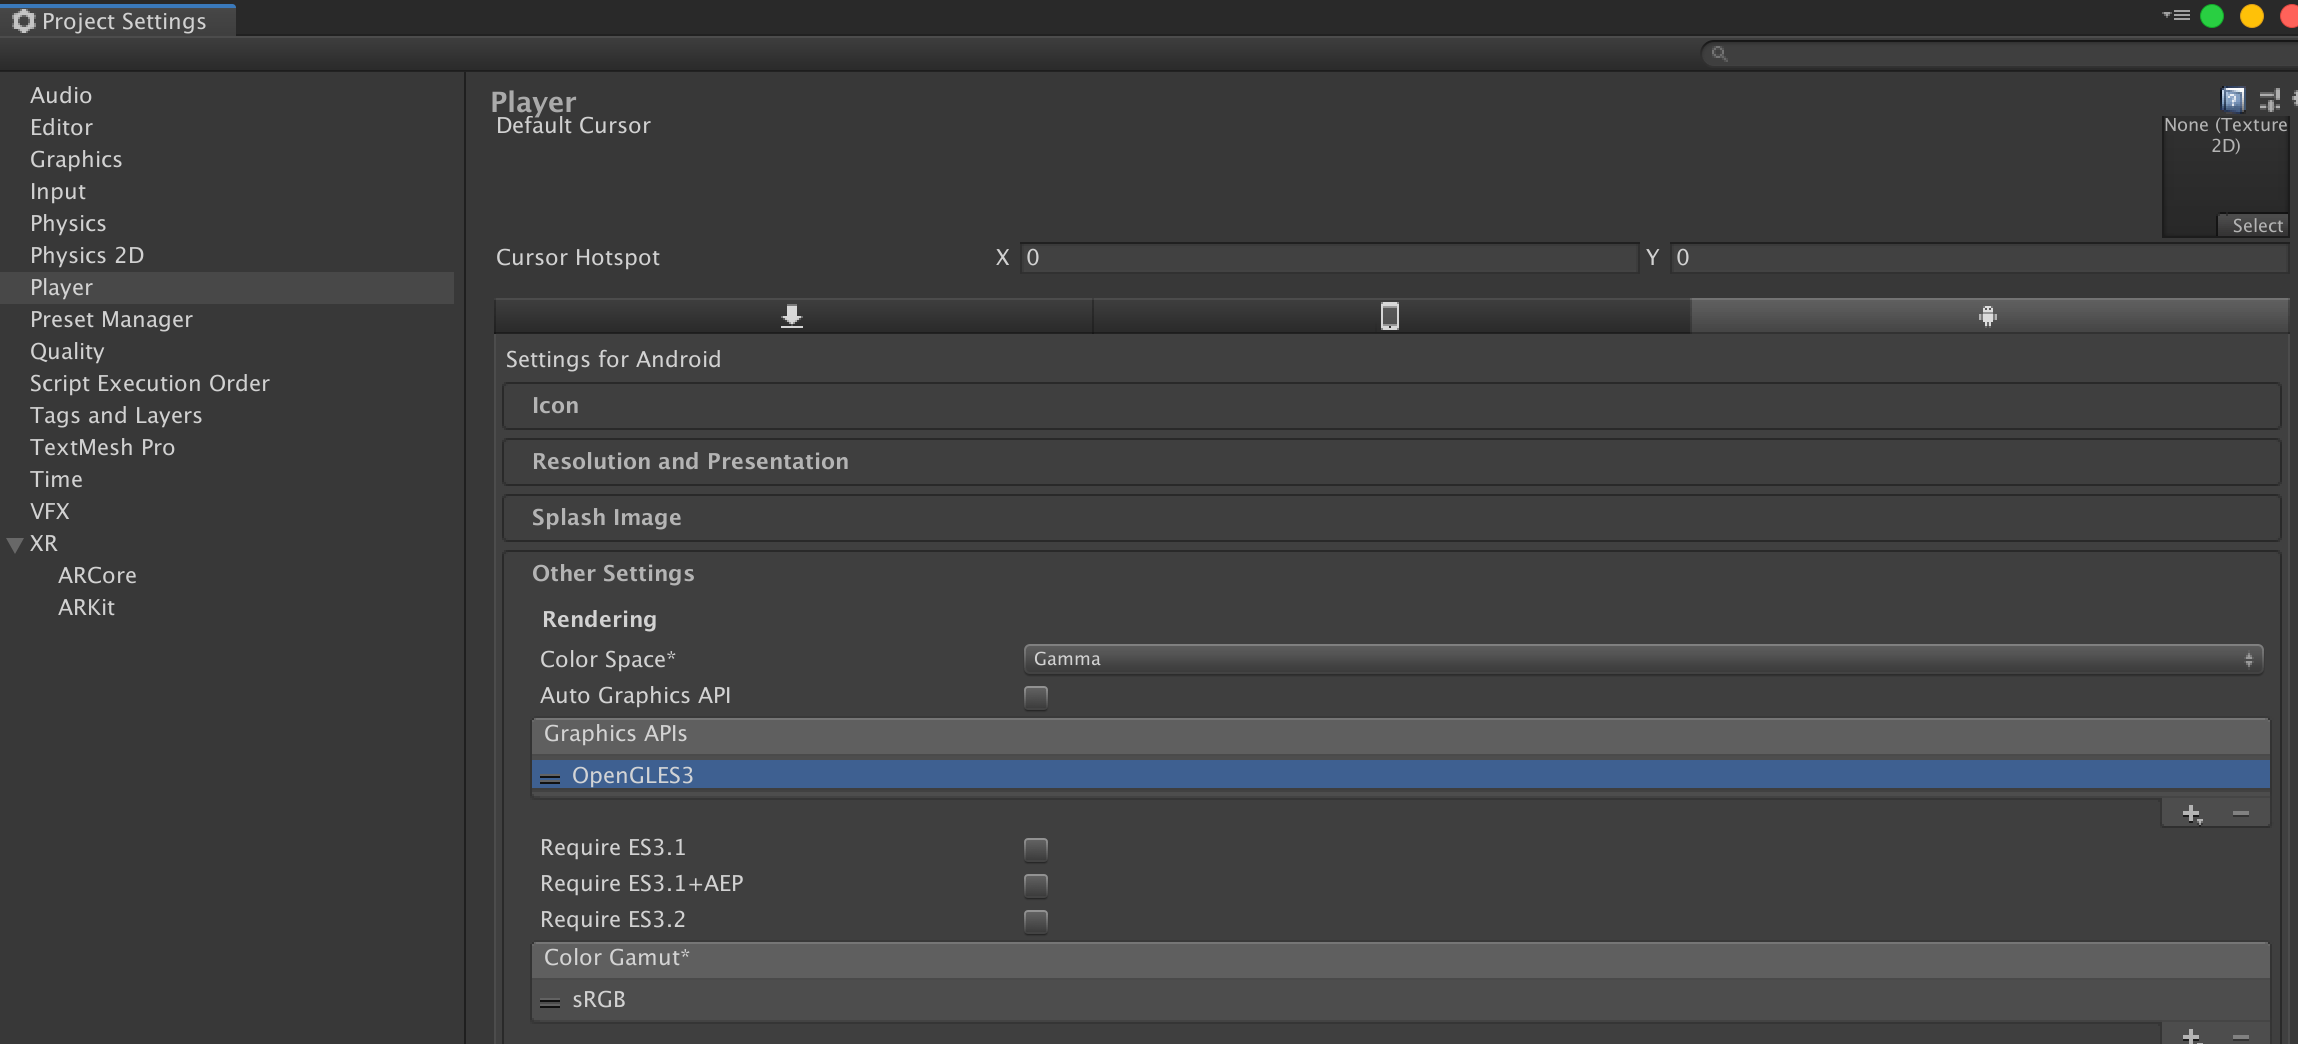 Project Settings
Audio
Editor
Graphics
Input
Physics
Physics 2D
Player
Preset Manager
Quality
Script Execution Order
Tags and Layers
TextMesh Pro
Time
VFX
XR
ARCore
ARKit
Player
Default Cursor
None (Texture
2D)
Select
Cursor Hotspot X 0 Y 0
Settings for Android
Icon
Resolution and Presentation
Splash Image
Other Settings
Rendering
Color Space* Gamma
Auto Graphics API
Graphics APIs
OpenGLES3
Require ES3.1
Require ES3.1+AEP
Require ES3.2
Color Gamut*
sRGB